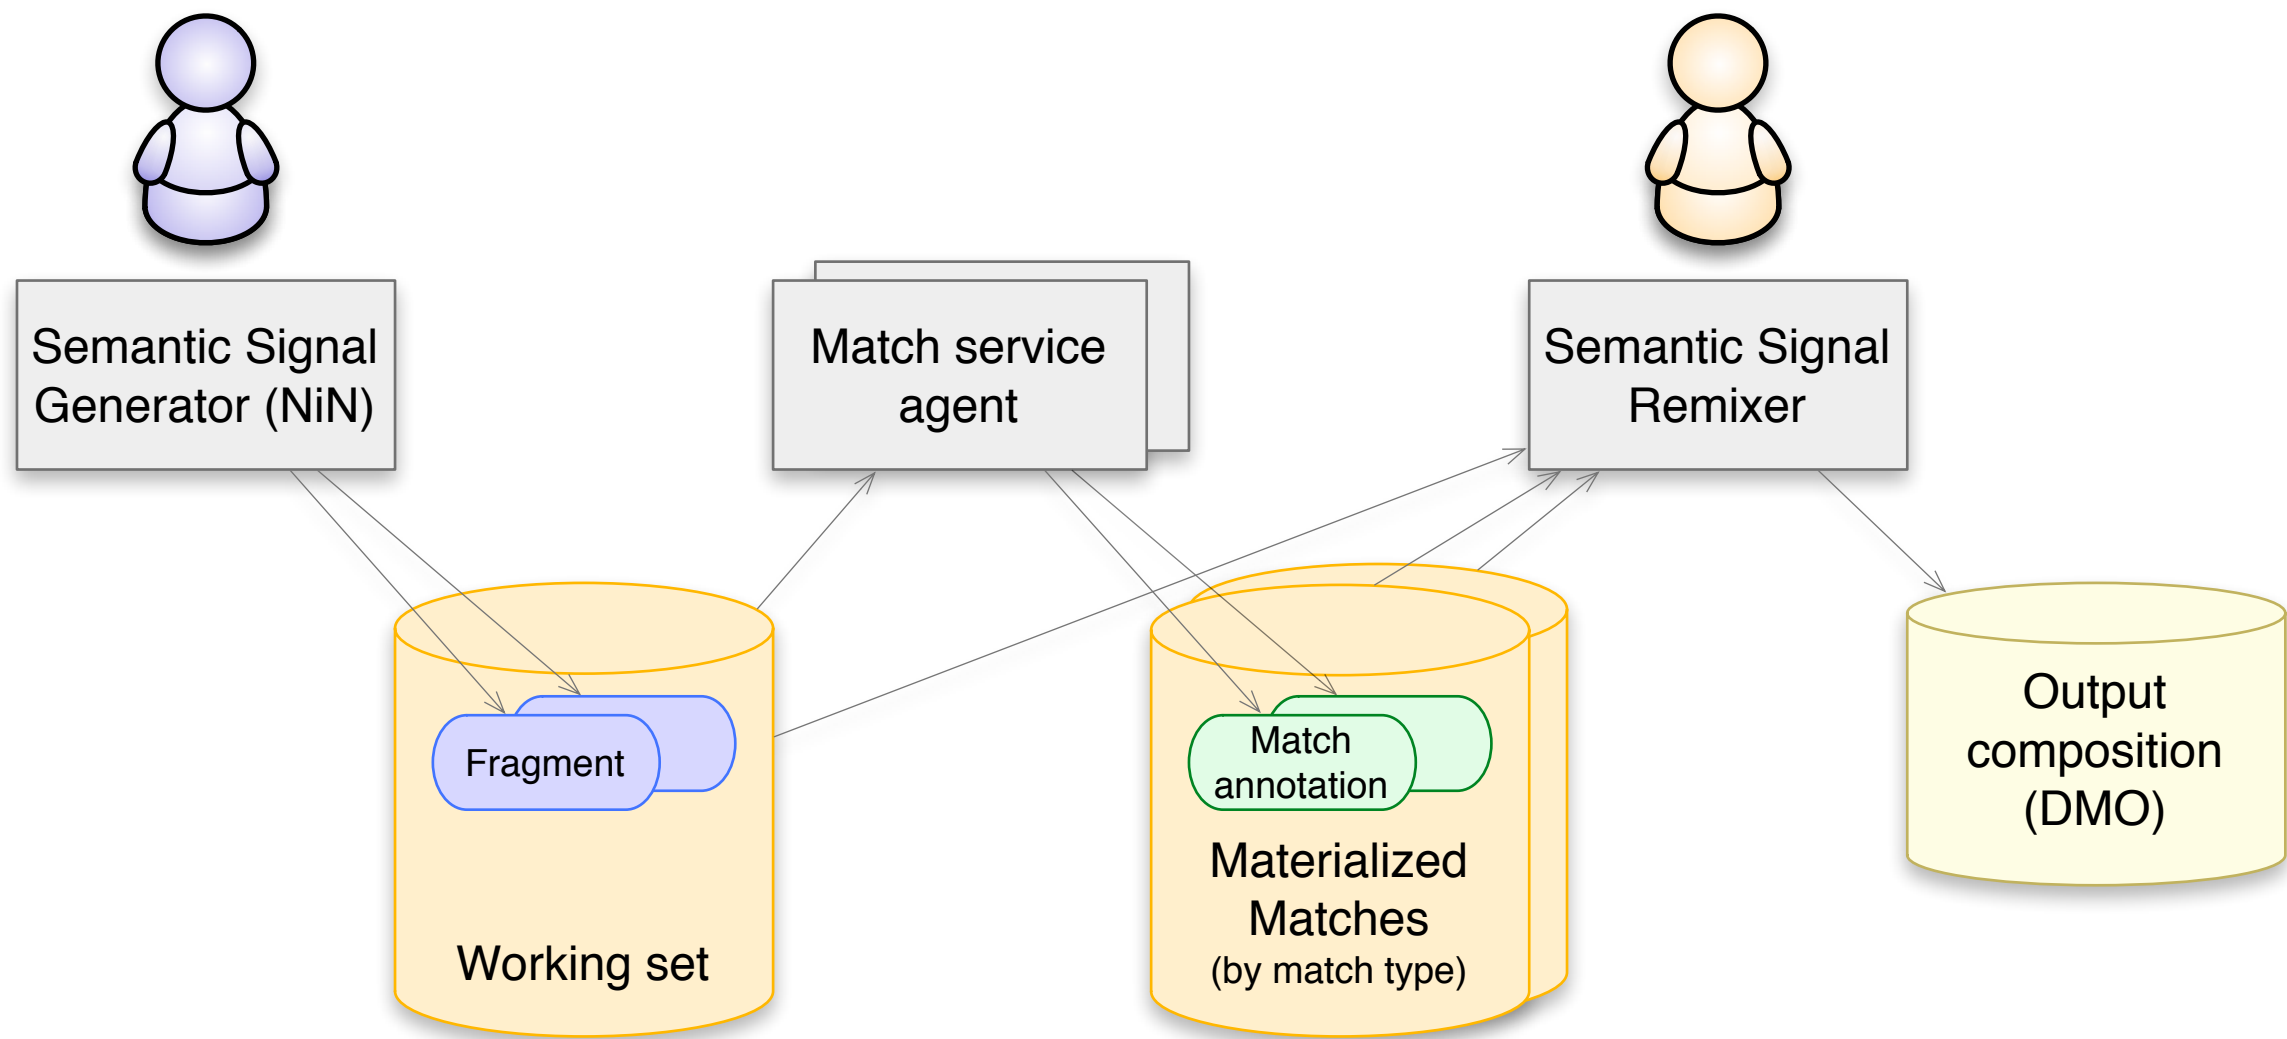 Semantic Signal
Generator (NiN)
Match service
agent
Semantic Signal
Remixer
Fragment
Working set
Match
annotation
Materialized
Matches
(by match type)
Output
composition
(DMO)